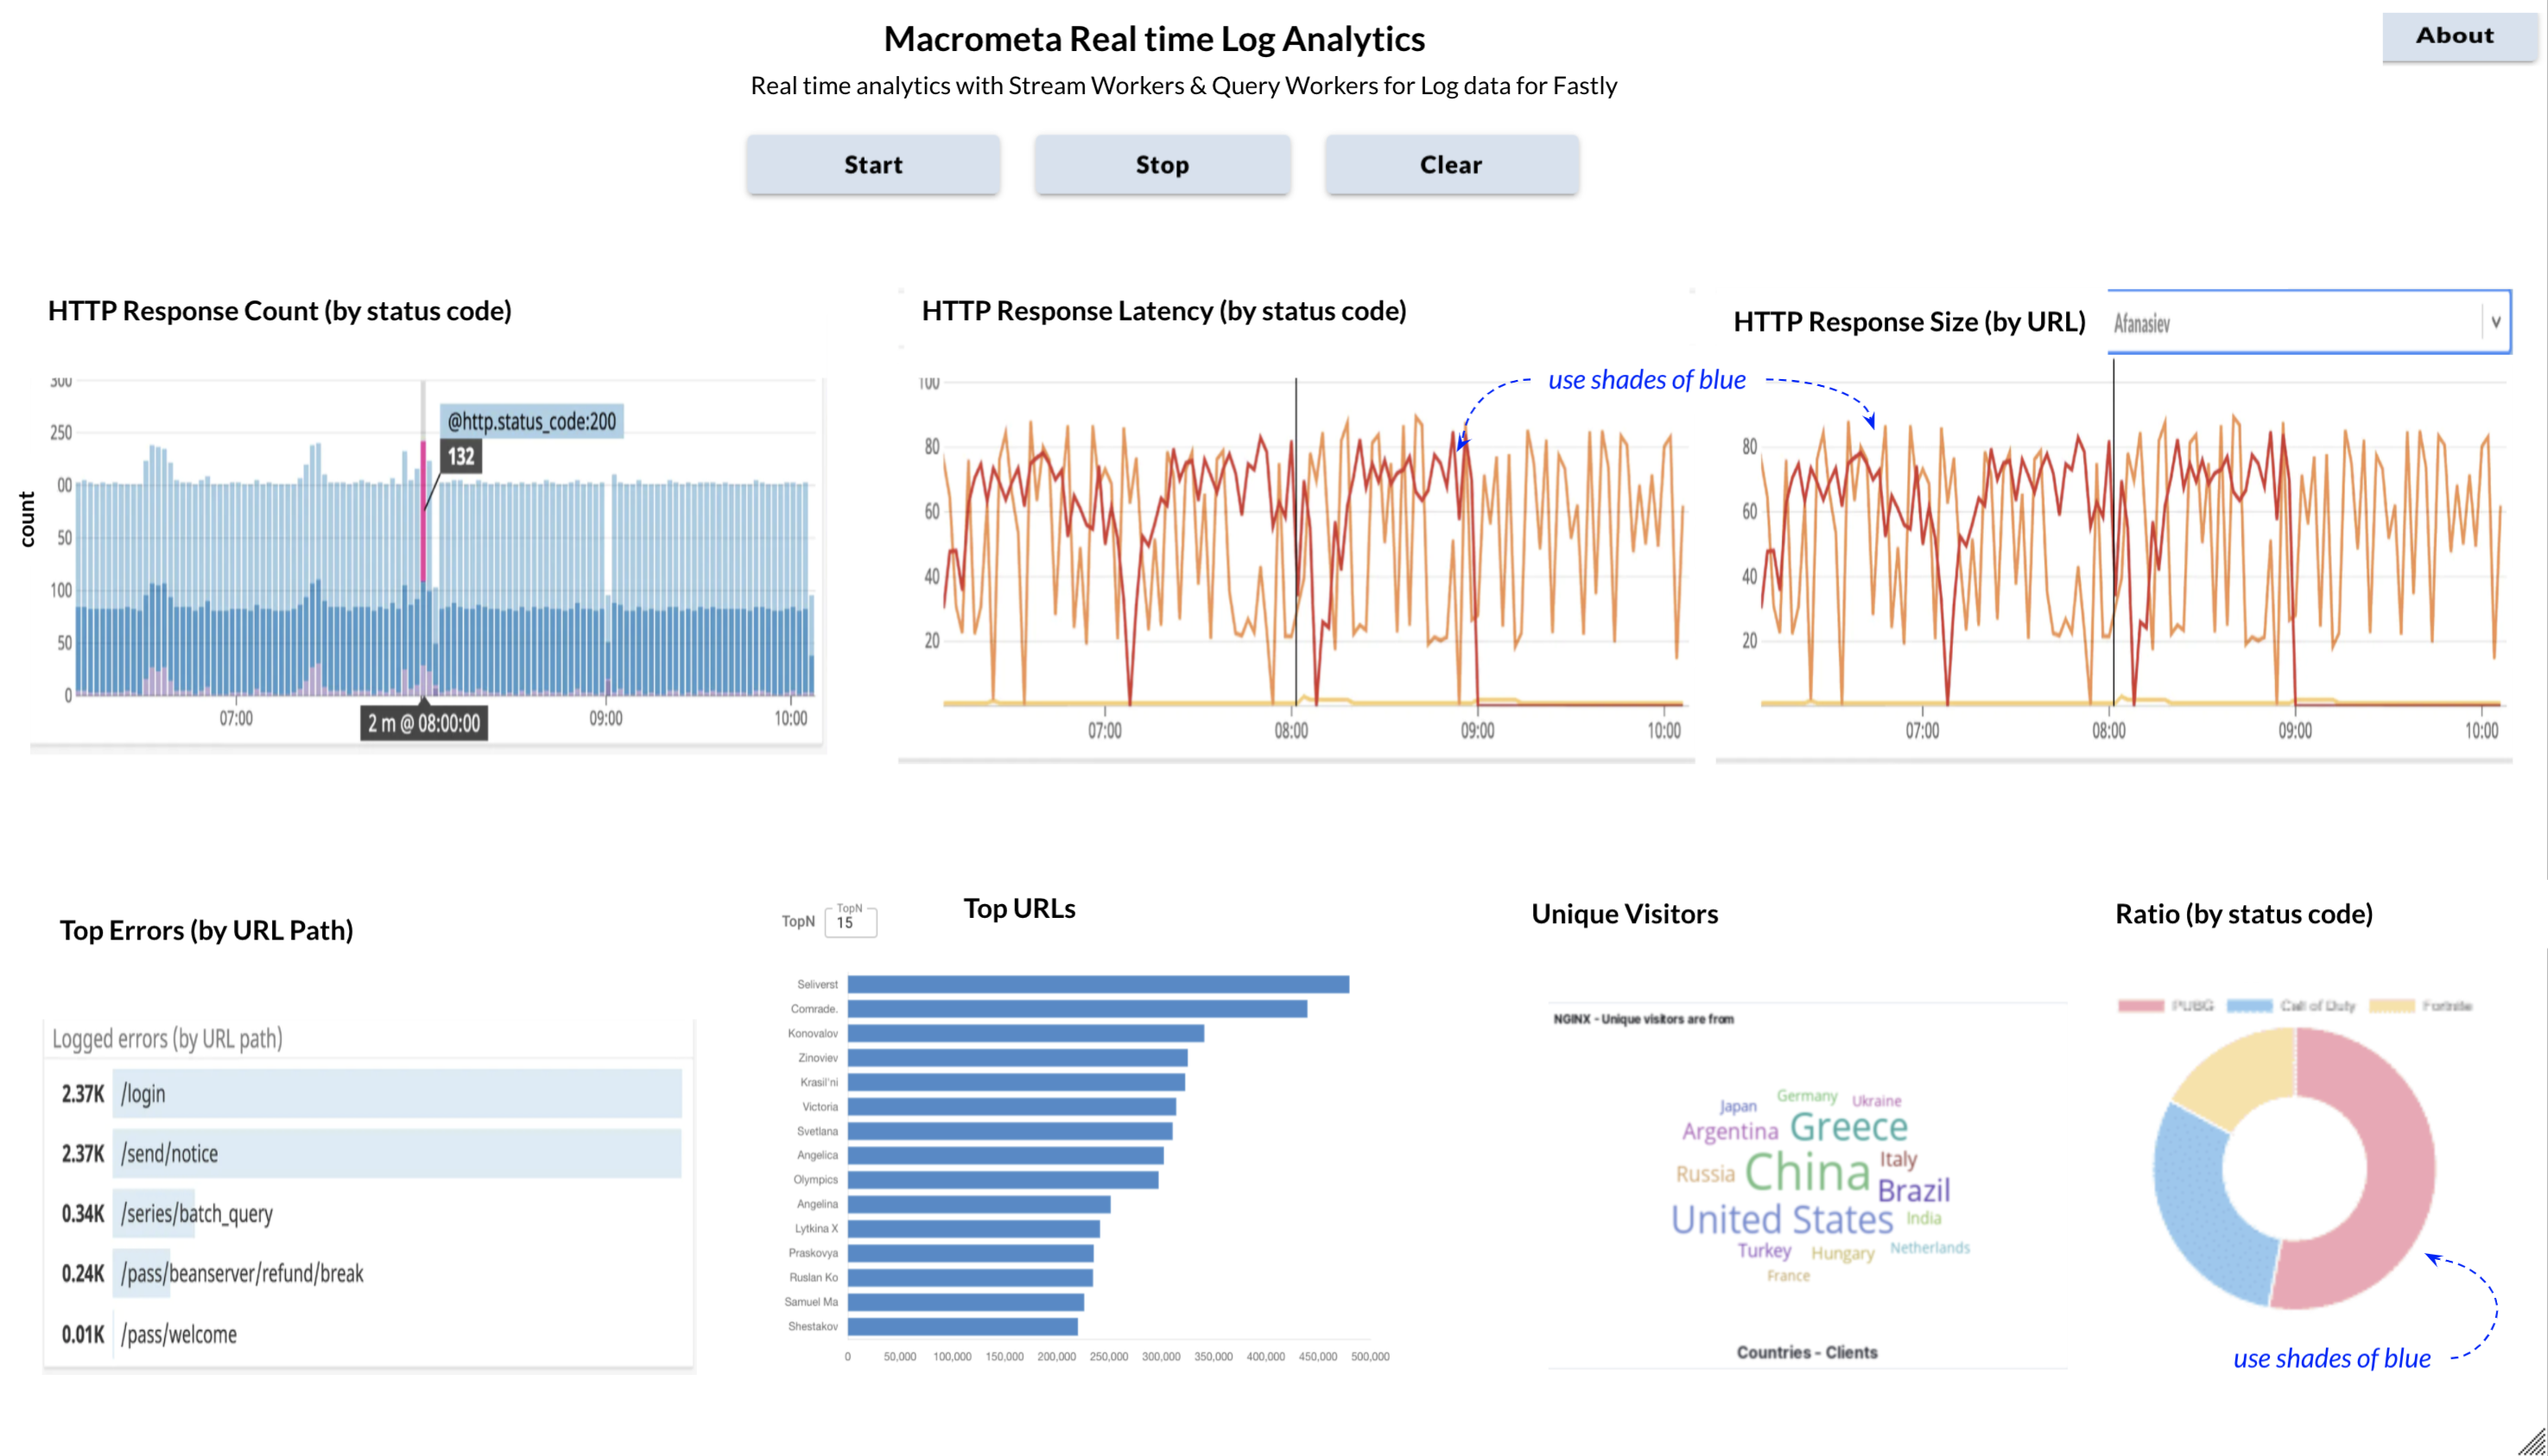 Macrometa Real time Log Analytics
About
Real time analytics with Stream Workers & Query Workers for Log data for Fastly
Start
Stop
Clear
HTTP Response Count (by status code)
300
250
00
50
100
50
0
count
@http.status_code:200
132
07:00
2 m @ 08:00:00
09:00
10:00
HTTP Response Latency (by status code)
100
80
60
40
20
07:00
08:00
09:00
10:00
use shades of blue
HTTP Response Size (by URL)
Afanasiev
80
60
40
20
07:00
08:00
09:00
10:00
Top Errors (by URL Path)
Logged errors (by URL path)
2.37K /login
2.37K /send/notice
0.34K /series/batch_query
0.24K /pass/beanserver/refund/break
0.01K /pass/welcome
TopN
TopN
15
Top URLs
Seliverst
Comrade.
Konovalov
Zinoviev
Krasil'ni
Victoria
Svetlana
Angelica
Olympics
Angelina
Lytkina X
Praskovya
Ruslan Ko
Samuel Ma
Shestakov
0 50,000 100,000 150,000 200,000 250,000 300,000 350,000 400,000 450,000 500,000
Unique Visitors
NGINX - Unique visitors are from
Germany
Japan
Ukraine
Argentina
Greece
Russia
China
Italy
Brazil
United States
India
Turkey
Hungary
Netherlands
France
Countries - Clients
Ratio (by status code)
PUBG
Call of Duty
Fortnite
use shades of blue